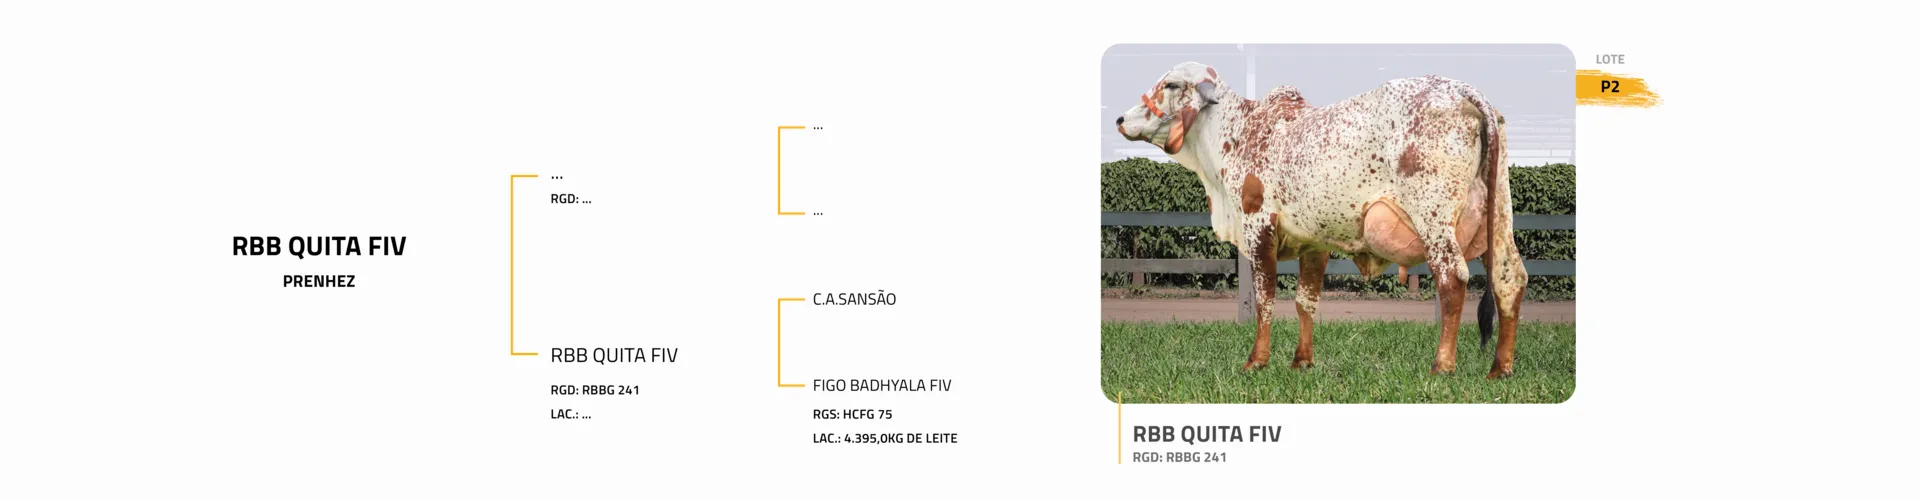 RBB QUITA FIV
PRENHEZ
...
RGD: ...
RBB QUITA FIV
RGD: RBBG 241
LAC.: ...
...
...
C.A.SANSÃO
FIGO BADHYALA FIV
RGS: HCFG 75
LAC.: 4.395,0KG DE LEITE
LOTE
P2
RBB QUITA FIV
RGD: RBBG 241